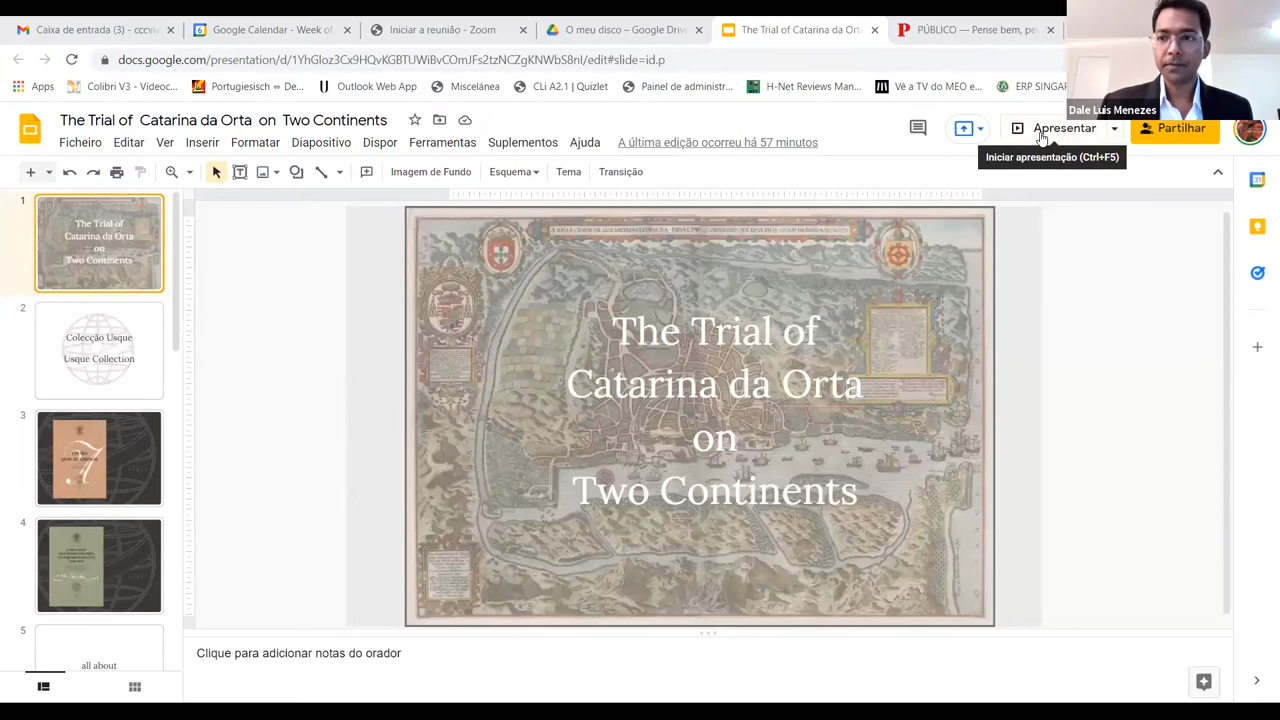 Caixa de entrada (3) - cccvi
Google Calendar - Week of
Iniciar a reunião - Zoom
O meu disco – Google Drive
The Trial of Catarina da Orta
PÚBLICO — Pense bem, pe
docs.google.com/presentation/d/
edit#slide=id.p
Apps
Colibri V3 - Videoc...
Portugiesisch ⇔ De...
Outlook Web App
Miscelánea
CLi A2.1 | Quizlet
Painel de administr...
H-Net Reviews Man...
Vê a TV do MEO e...
ERP SINGAR
Dale Luis Menezes
The Trial of Catarina da Orta on Two Continents
Ficheiro Editar Ver Inserir Formatar Diapositivo Dispor Ferramentas Suplementos Ajuda
A última edição ocorreu há 57 minutos
Apresentar
Partilhar
Iniciar apresentação (Ctrl+F5)
Imagem de Fundo
Esquema
Tema
Transição
1
The Trial of
Catarina da Orta
on
Two Continents
2
Colecção Usque
Usque Collection
3
4
5
all about
The Trial of
Catarina da Orta
on
Two Continents
Clique para adicionar notas do orador